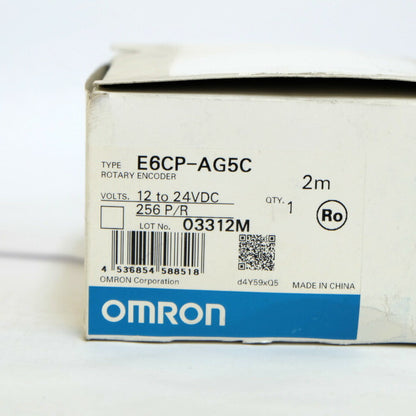 TYPE E6CP-AG5C
ROTARY ENCODER 2m
VOLTS. 12 to 24VDC QTY.
256 P/R 1 Ro
LOT No. 03312M
4 536854 588518
OMRON Corporation d4Y59xQ5 MADE IN CHINA
OMRON